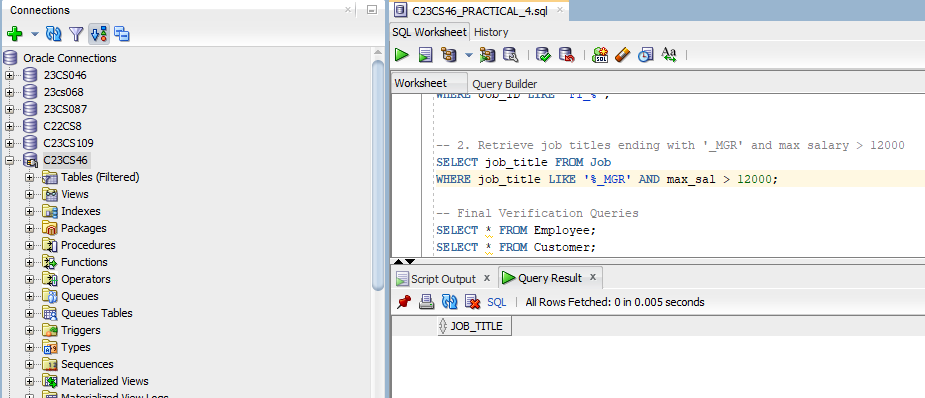 Connections
Oracle Connections
23CS046
23cs068
23CS087
C22CS8
C23CS109
C23CS46
Tables (Filtered)
Views
Indexes
Packages
Procedures
Functions
Operators
Queues
Queues Tables
Triggers
Types
Sequences
Materialized Views
Materialized View Logs
C23CS46_PRACTICAL_4.sql
SQL Worksheet History
Worksheet Query Builder
-- 2. Retrieve job titles ending with '_MGR' and max salary > 12000
SELECT job_title FROM Job
WHERE job_title LIKE '%_MGR' AND max_sal > 12000;
-- Final Verification Queries
SELECT * FROM Employee;
SELECT * FROM Customer;
Script Output x Query Result x
SQL | All Rows Fetched: 0 in 0.005 seconds
JOB_TITLE